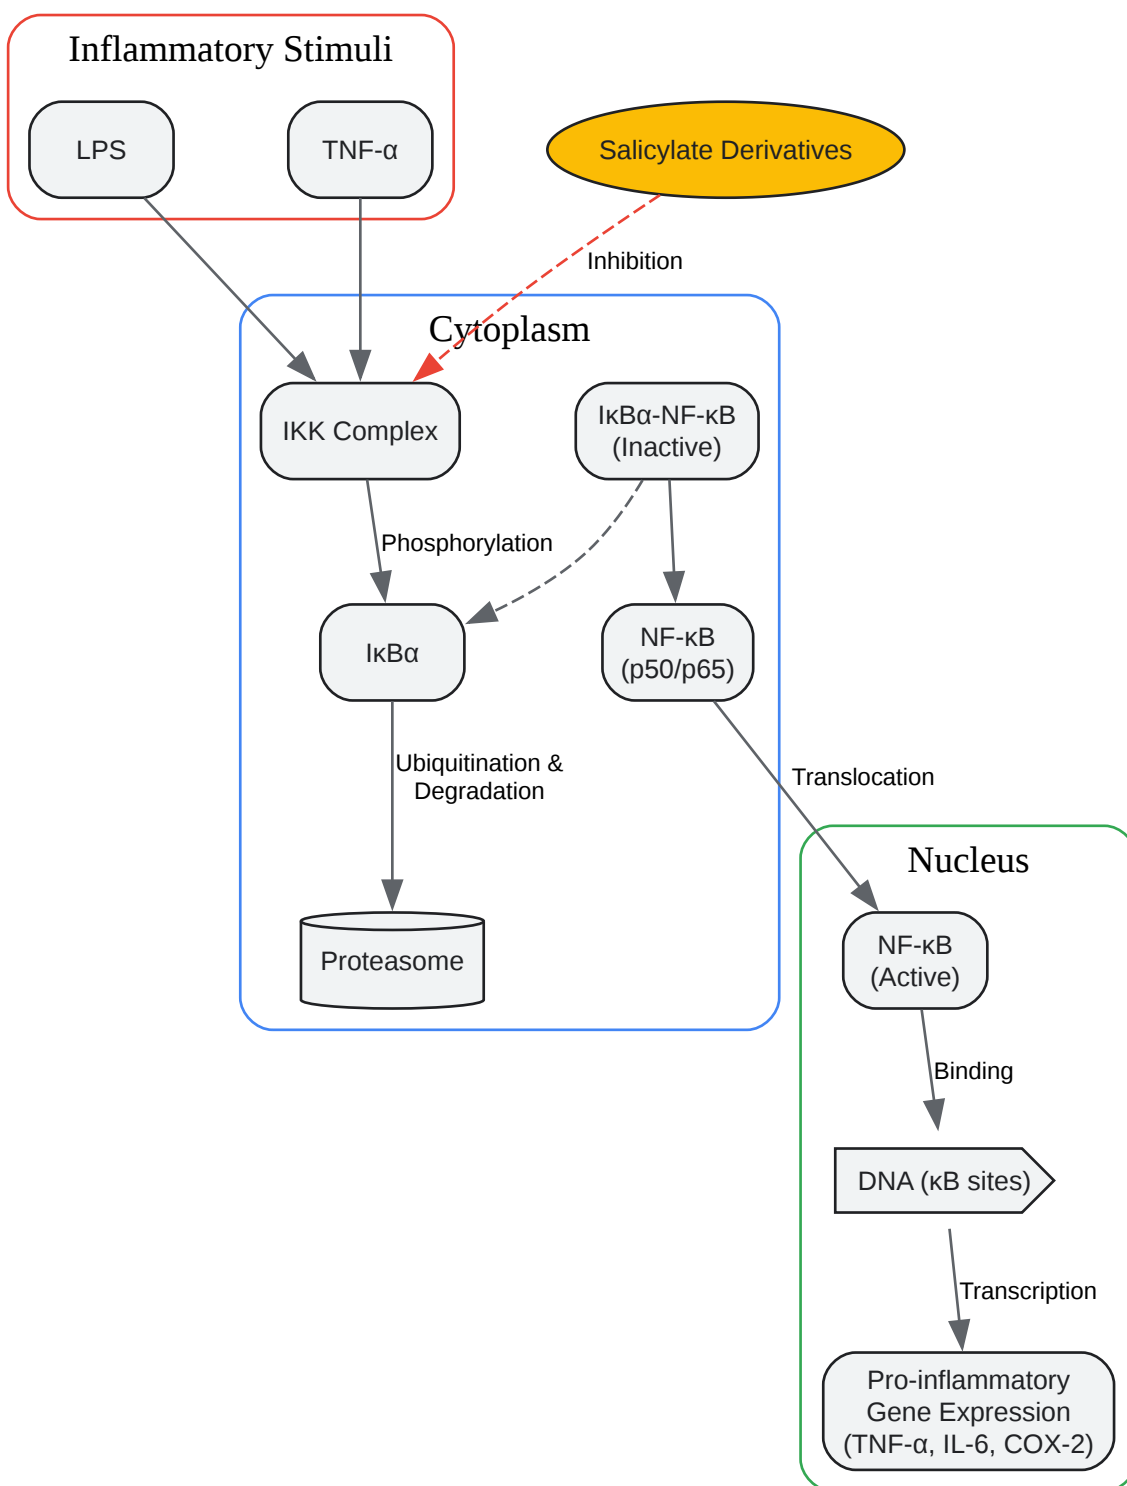 Inflammatory Stimuli
LPS
TNF-α
Salicylate Derivatives
Inhibition
Cytoplasm
IKK Complex
IκBα-NF-κB
(Inactive)
Phosphorylation
IκBα
NF-κB
(p50/p65)
Ubiquitination &
Degradation
Translocation
Nucleus
Proteasome
NF-κB
(Active)
Binding
DNA (κB sites)
Transcription
Pro-inflammatory
Gene Expression
(TNF-α, IL-6, COX-2)